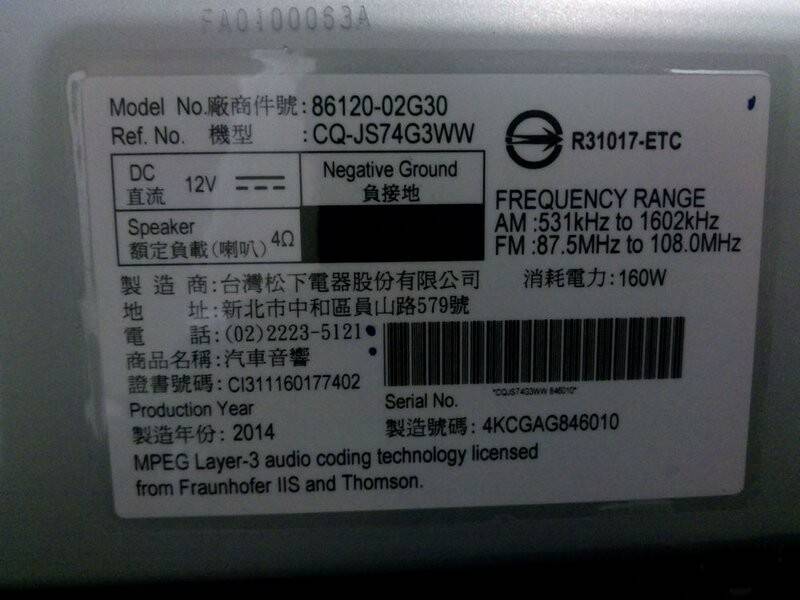 FA0100063A
Model No.廠商件號:86120-02G30
Ref. No. 機型 :CQ-JS74G3WW
R31017-ETC
DC
直流 12V
Negative Ground
負接地
Speaker
額定負載(喇叭) 4Ω
FREQUENCY RANGE
AM :531kHz to 1602kHz
FM :87.5MHz to 108.0MHz
製 造 商:台灣松下電器股份有限公司
消耗電力:160W
地 址:新北市中和區員山路579號
電 話:(02)2223-5121
商品名稱:汽車音響
證書號碼:CI311160177402
*CQJS74G3WW 846010*
Production Year
製造年份: 2014
Serial No.
製造號碼: 4KCGAG846010
MPEG Layer-3 audio coding technology licensed
from Fraunhofer IIS and Thomson.